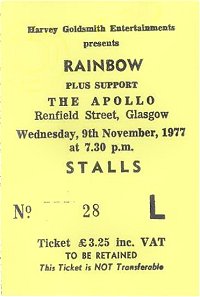 Harvey Goldsmith Entertainments
presents
RAINBOW
PLUS SUPPORT
THE APOLLO
Renfield Street, Glasgow
Wednesday, 9th November, 1977
at 7.30 p.m.
STALLS
No 28 L
Ticket £3.25 inc. VAT
TO BE RETAINED
This Ticket is NOT Transferable